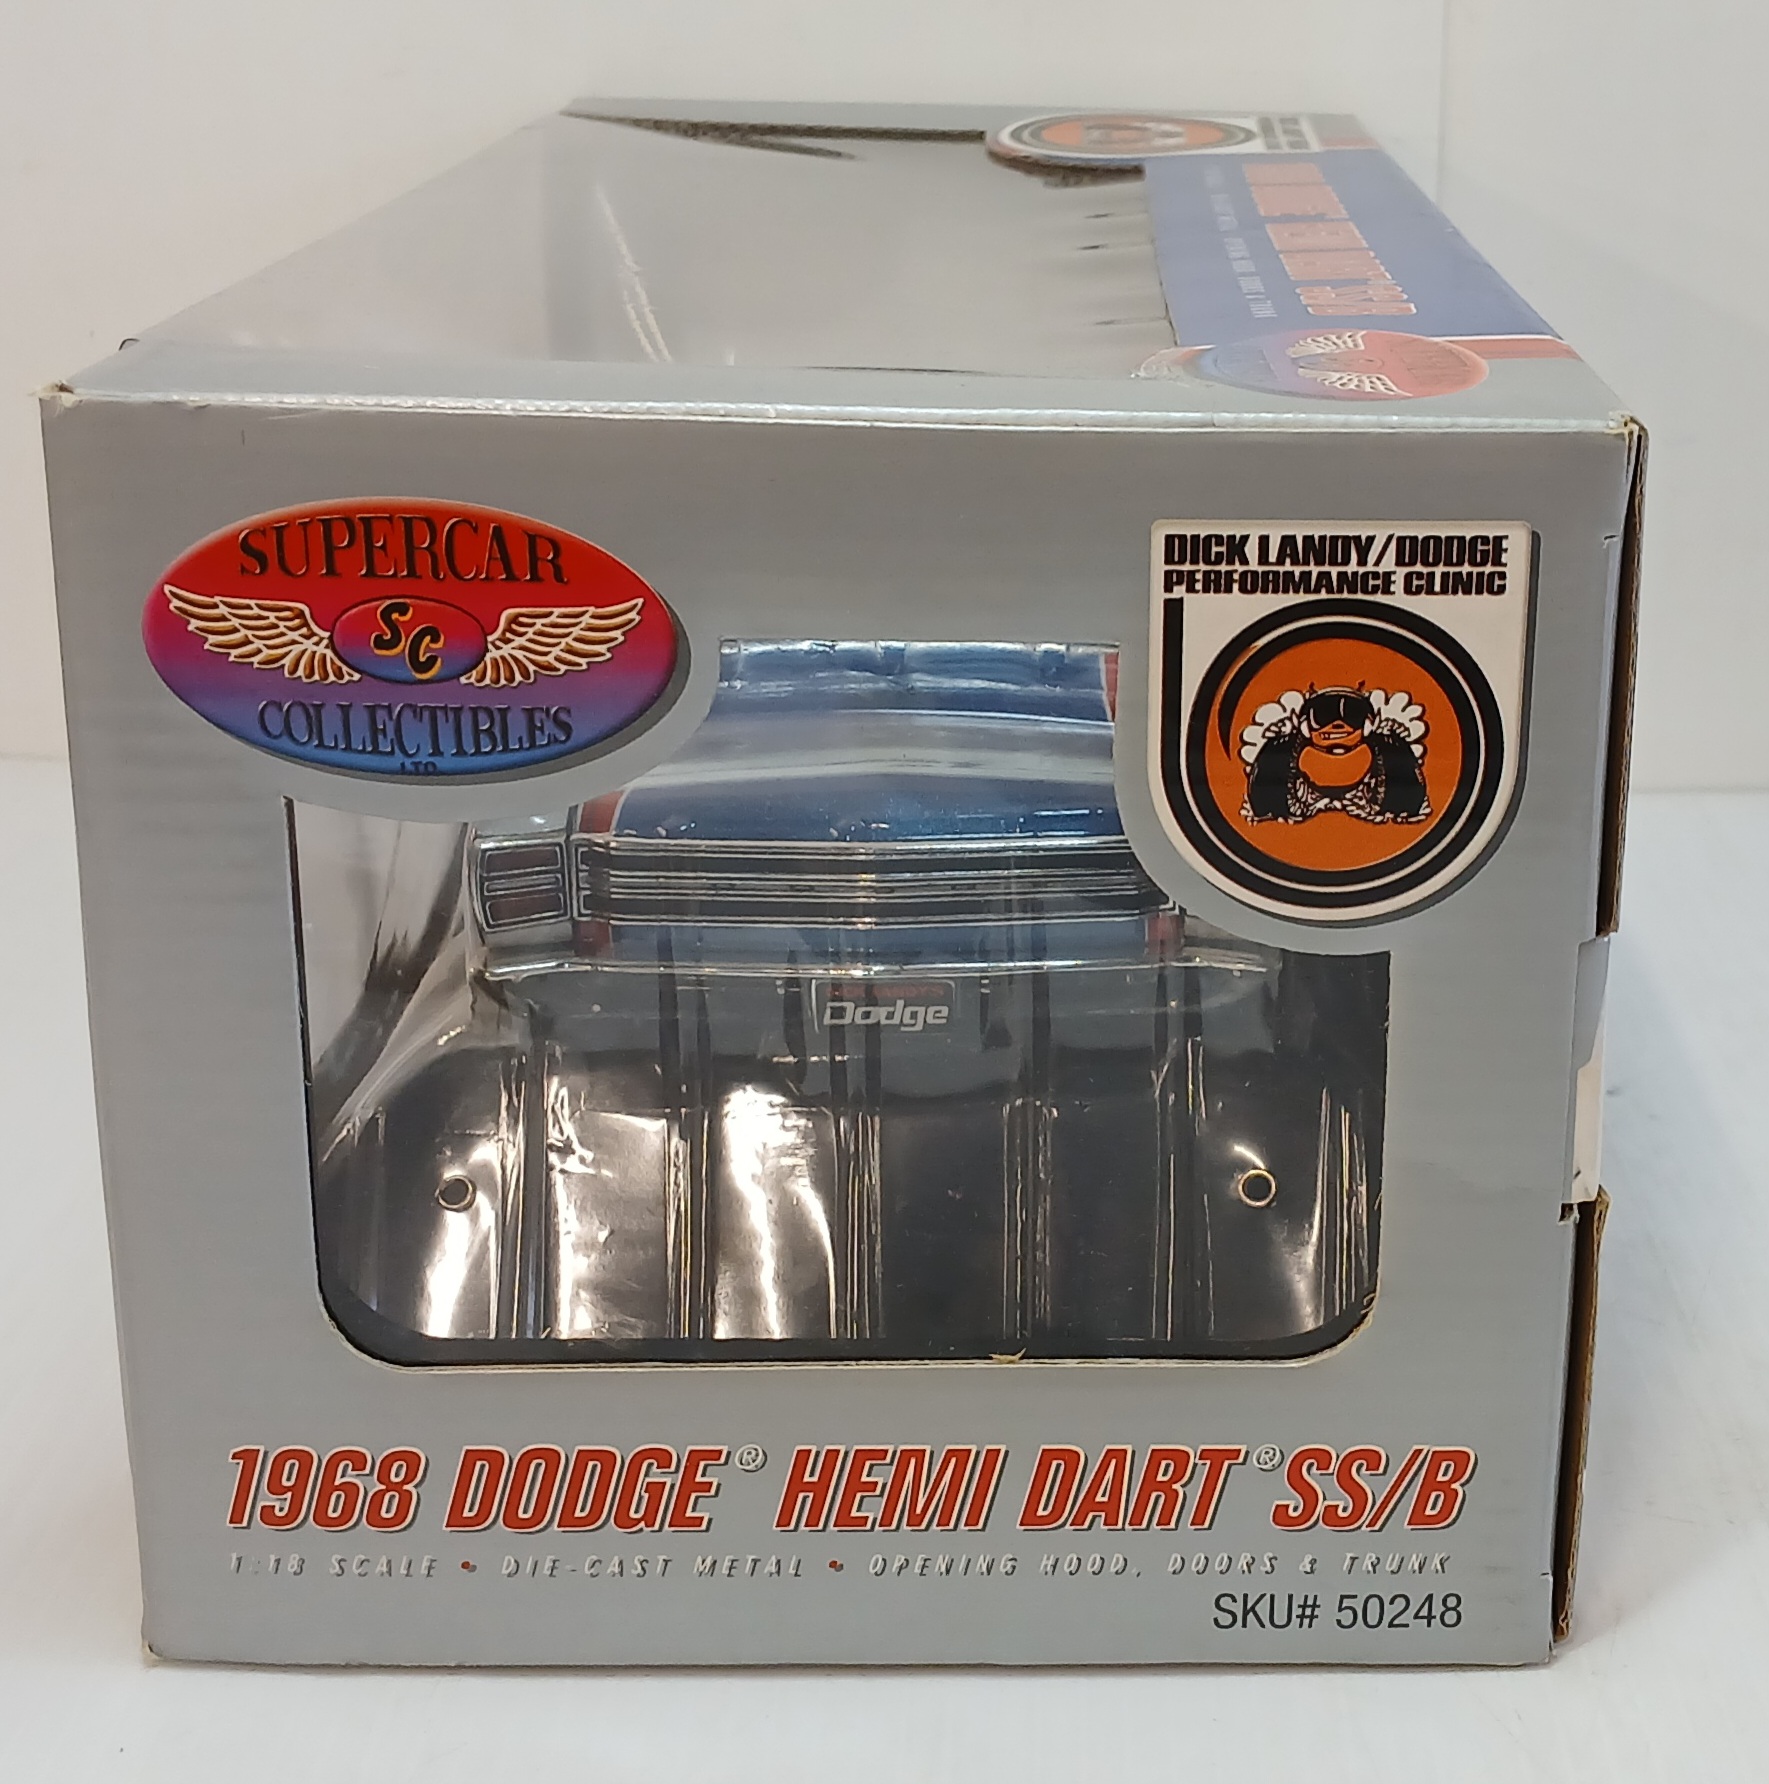 SUPERCAR
SC
COLLECTIBLES
LTD.
DICK LANDY/DODGE
PERFORMANCE CLINIC
Dodge
1968 DODGE® HEMI DART® SS/B
1:18 SCALE • DIE-CAST METAL • OPENING HOOD, DOORS & TRUNK
SKU# 50248